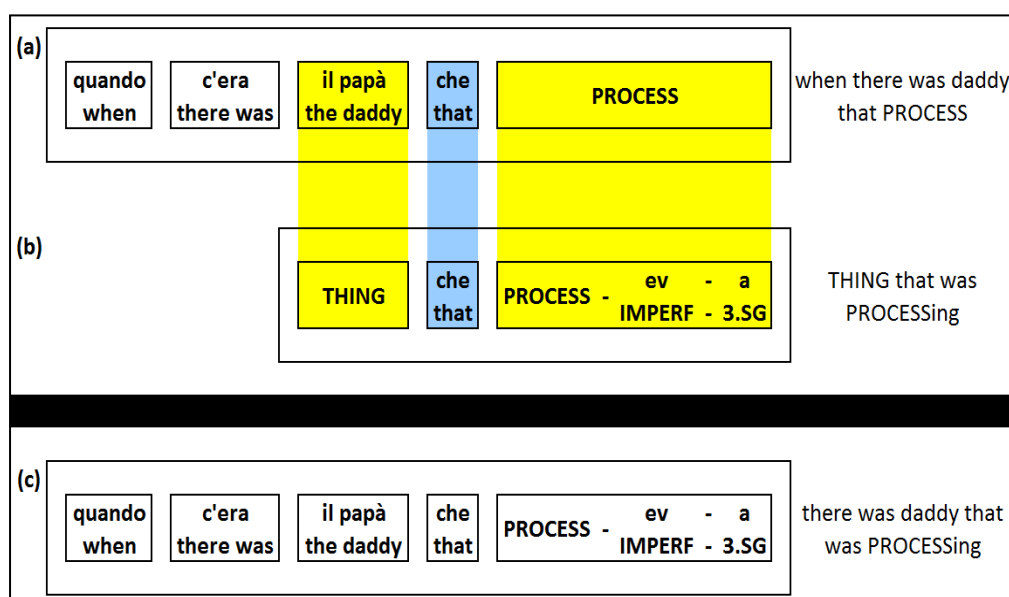 (a)
quando c'era il papà che PROCESS
when there was the daddy that
when there was daddy
that PROCESS
(b)
THING che PROCESS - ev - a
that IMPERF - 3.SG
THING that was
PROCESSing
(c)
quando c'era il papà che PROCESS - ev - a
when there was the daddy that IMPERF - 3.SG
there was daddy that
was PROCESSing